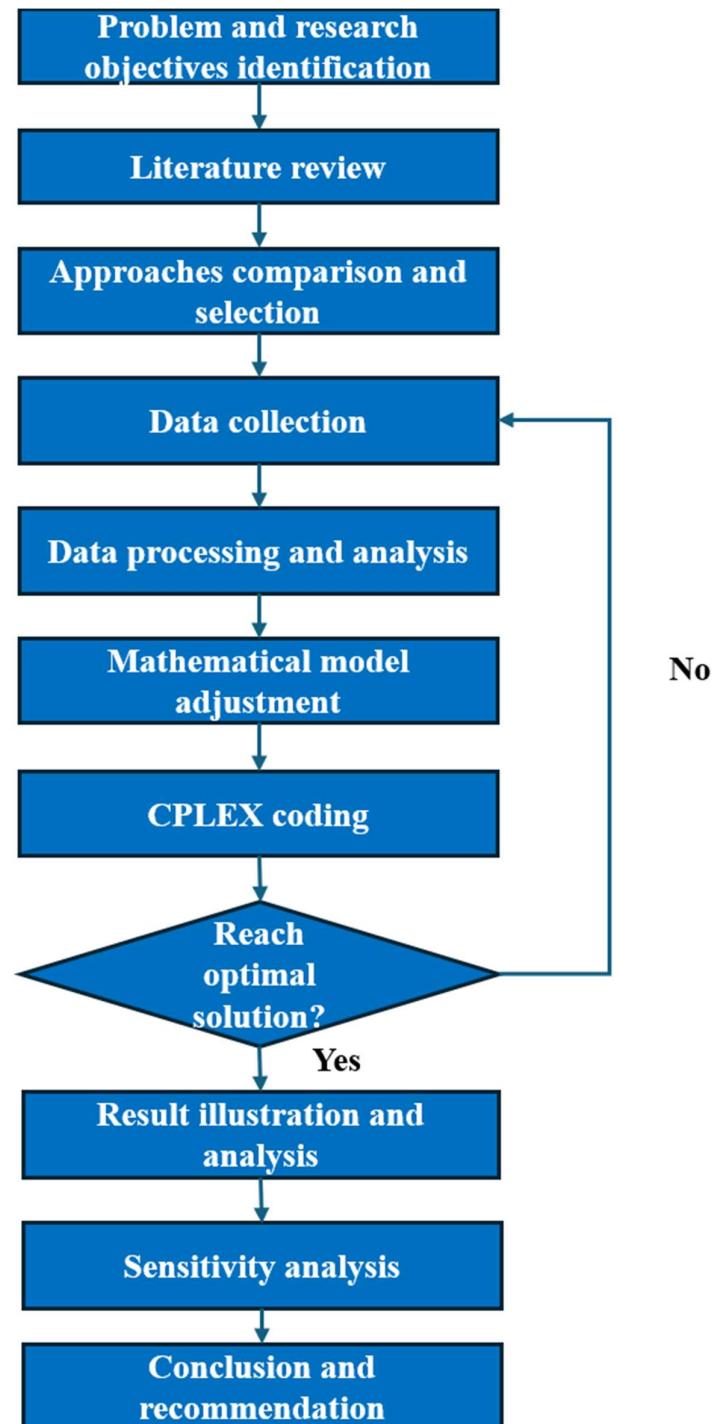 Problem and research
objectives identification
Literature review
Approaches comparison and
selection
Data collection
Data processing and analysis
Mathematical model
adjustment
No
CPLEX coding
Reach
optimal
solution?
Yes
Result illustration and
analysis
Sensitivity analysis
Conclusion and
recommendation